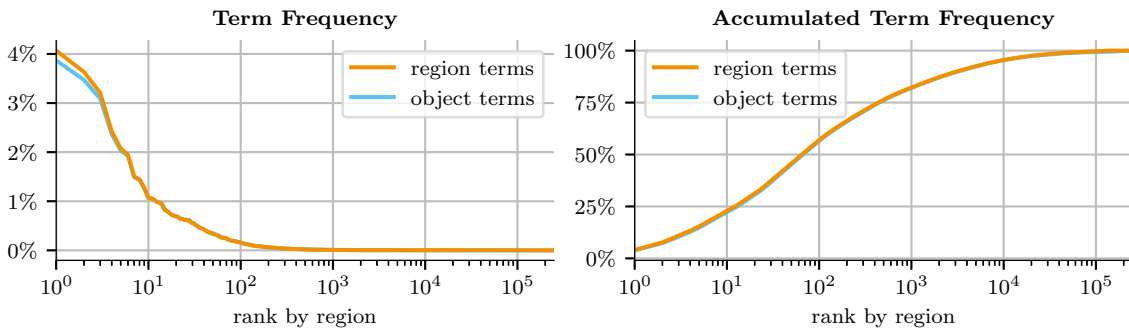 Term Frequency
4%
3%
2%
1%
0%
region terms
object terms
10^0
10^1
10^2
10^3
10^4
10^5
rank by region
Accumulated Term Frequency
100%
75%
50%
25%
0%
region terms
object terms
10^0
10^1
10^2
10^3
10^4
10^5
rank by region